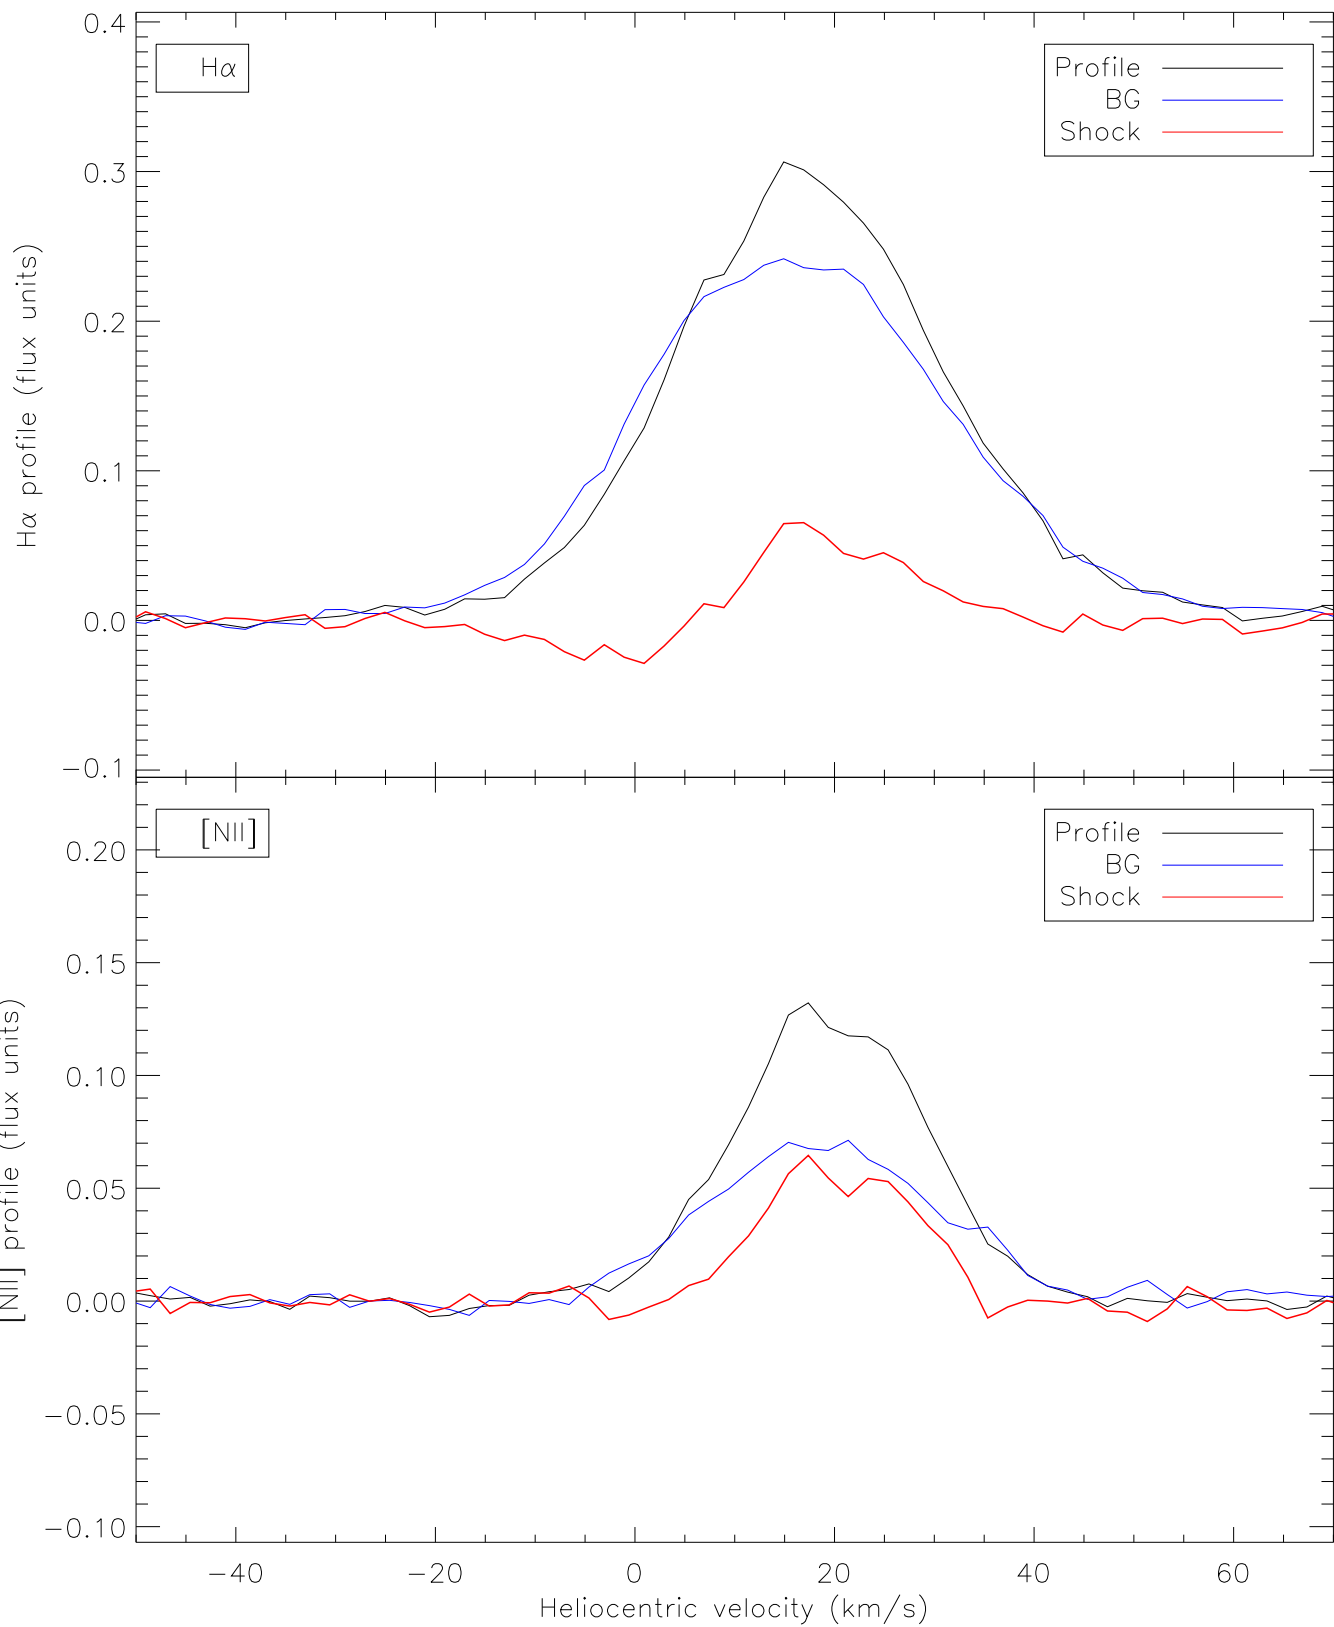 0.4
Hα
Profile
BG
Shock
0.3
0.2
0.1
0.0
−0.1
Hα profile (flux units)
[NII]
Profile
BG
Shock
0.20
0.15
0.10
0.05
0.00
−0.05
−0.10
[NII] profile (flux units)
−40 −20 0 20 40 60
Heliocentric velocity (km/s)